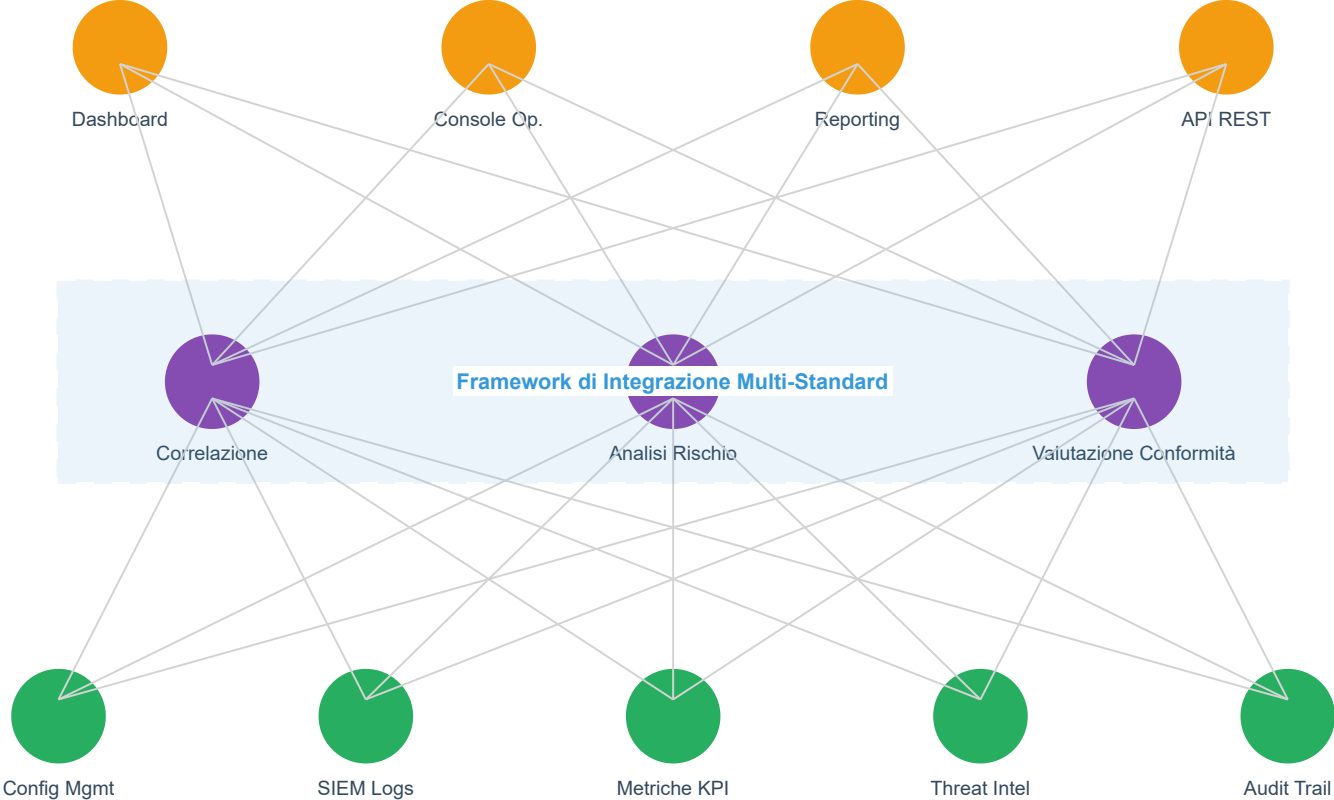 Dashboard
Console Op.
Reporting
API REST
Framework di Integrazione Multi-Standard
Correlazione
Analisi Rischio
Valutazione Conformità
Config Mgmt
SIEM Logs
Metriche KPI
Threat Intel
Audit Trail